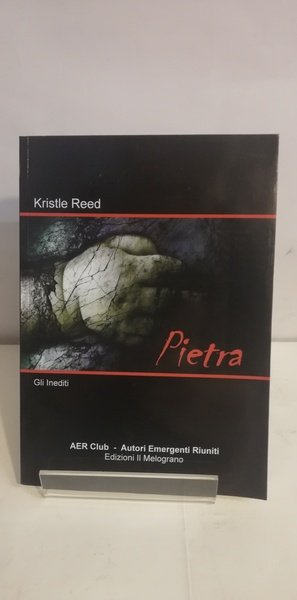 Kristle Reed
Pietra
Gli Inediti
AER Club - Autori Emergenti Riuniti
Edizioni Il Melograno